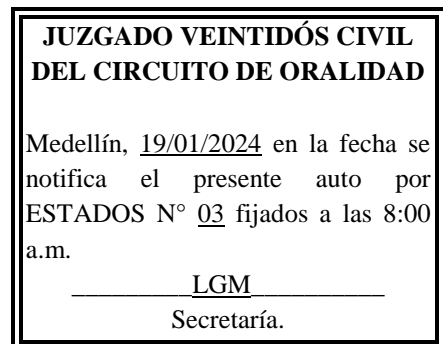 JUZGADO VEINTIDÓS CIVIL
DEL CIRCUITO DE ORALIDAD
Medellín, 19/01/2024 en la fecha se
notifica el presente auto por
ESTADOS N° 03 fijados a las 8:00
a.m.
_________LGM__________
Secretaría.